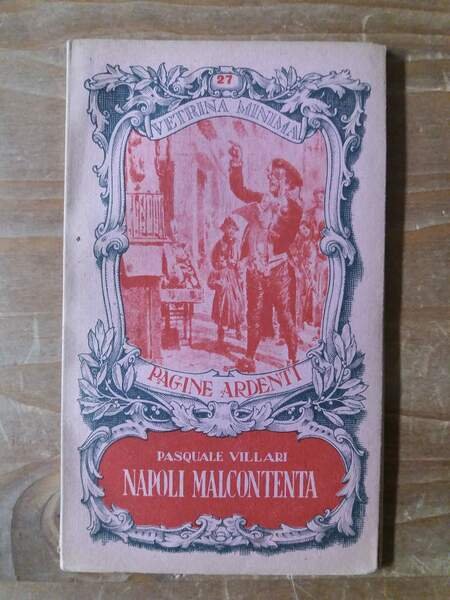 27
VETRINA MINIMA
PAGINE ARDENTI
PASQUALE VILLARI
NAPOLI MALCONTENTA